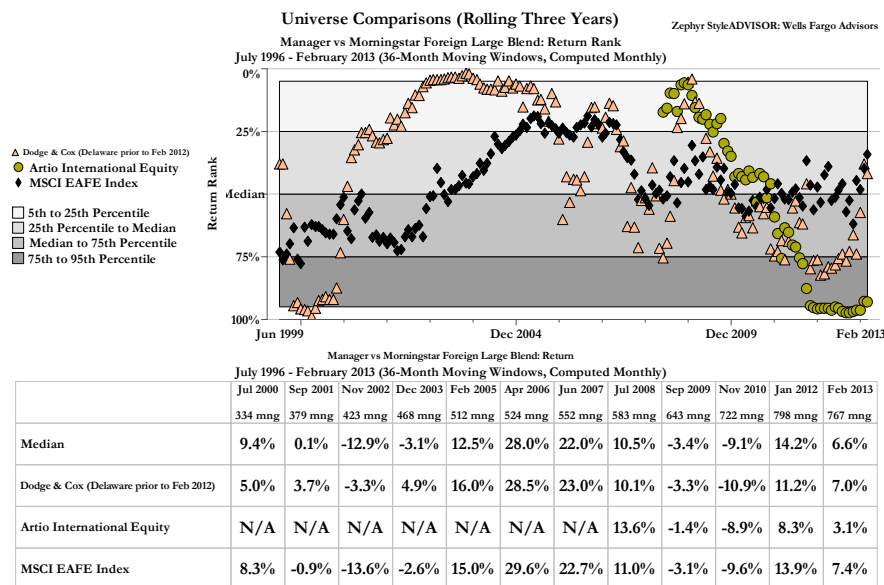 Universe Comparisons (Rolling Three Years)
Zephyr StyleADVISOR: Wells Fargo Advisors
Manager vs Morningstar Foreign Large Blend: Return Rank
July 1996 - February 2013 (36-Month Moving Windows, Computed Monthly)
0%
25%
Median
75%
100%
Return Rank
Dodge & Cox (Delaware prior to Feb 2012)
Artio International Equity
MSCI EAFE Index
5th to 25th Percentile
25th Percentile to Median
Median to 75th Percentile
75th to 95th Percentile
Jun 1999 Dec 2004 Dec 2009 Feb 2013
Manager vs Morningstar Foreign Large Blend: Return
July 1996 - February 2013 (36-Month Moving Windows, Computed Monthly)
Jul 2000 Sep 2001 Nov 2002 Dec 2003 Feb 2005 Apr 2006 Jun 2007 Jul 2008 Sep 2009 Nov 2010 Jan 2012 Feb 2013
334 mng 379 mng 423 mng 468 mng 512 mng 524 mng 552 mng 583 mng 643 mng 722 mng 798 mng 767 mng
Median 9.4% 0.1% -12.9% -3.1% 12.5% 28.0% 22.0% 10.5% -3.4% -9.1% 14.2% 6.6%
Dodge & Cox (Delaware prior to Feb 2012) 5.0% 3.7% -3.3% 4.9% 16.0% 28.5% 23.0% 10.1% -3.3% -10.9% 11.2% 7.0%
Artio International Equity N/A N/A N/A N/A N/A N/A N/A 13.6% -1.4% -8.9% 8.3% 3.1%
MSCI EAFE Index 8.3% -0.9% -13.6% -2.6% 15.0% 29.6% 22.7% 11.0% -3.1% -9.6% 13.9% 7.4%